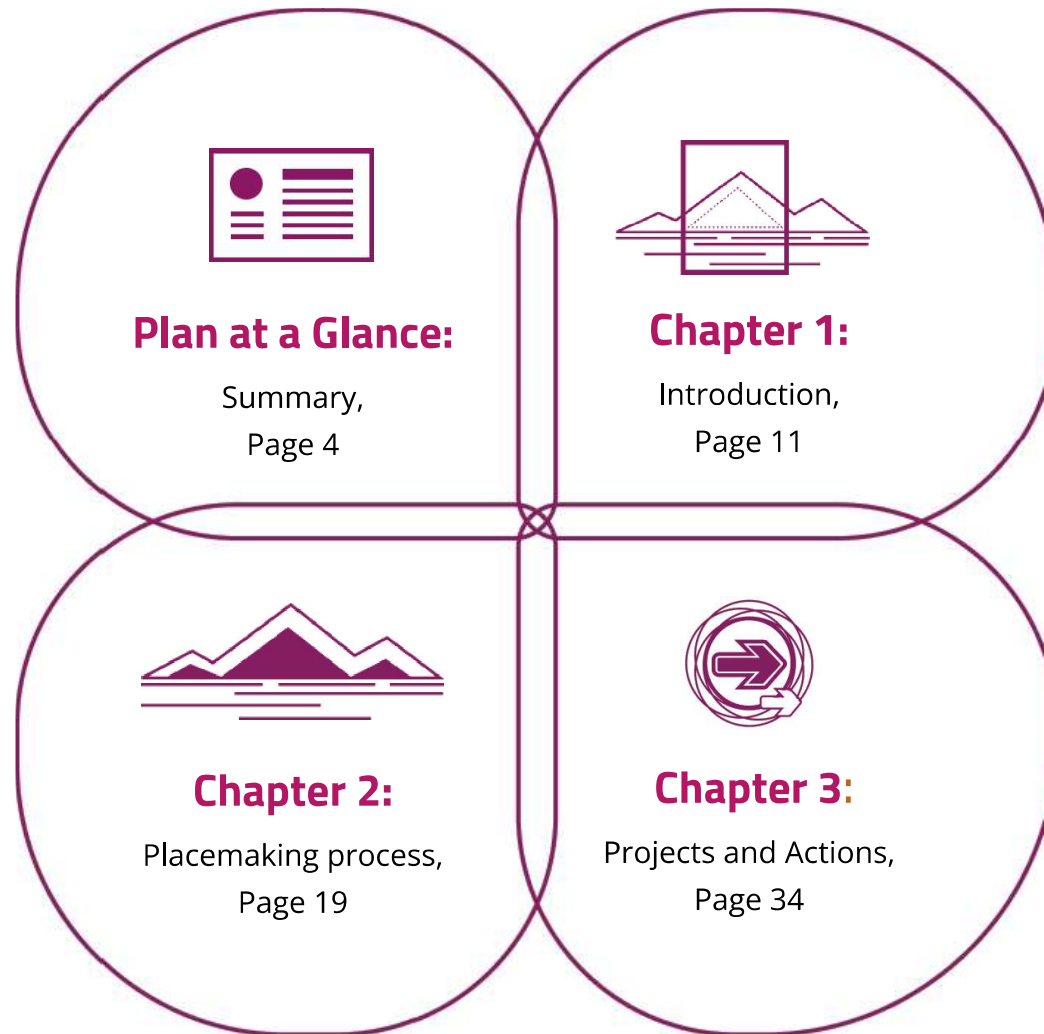 Plan at a Glance:
Summary,
Page 4
Chapter 1:
Introduction,
Page 11
Chapter 2:
Placemaking process,
Page 19
Chapter 3:
Projects and Actions,
Page 34